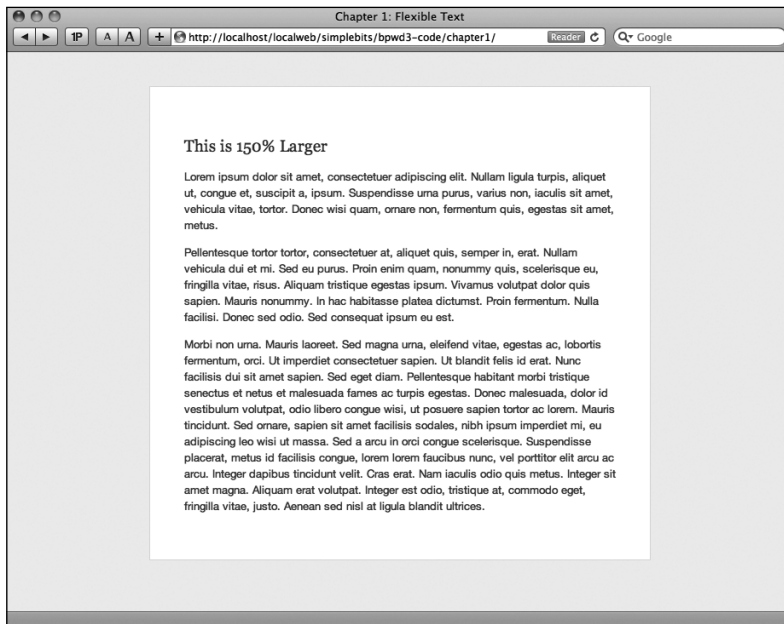 Chapter 1: Flexible Text
1P A A + http://localhost/localweb/simplebits/bpwd3-code/chapter1/ Reader Google
This is 150% Larger
Lorem ipsum dolor sit amet, consectetuer adipiscing elit. Nullam ligula turpis, aliquet
ut, congue et, suscipit a, ipsum. Suspendisse urna purus, varius non, iaculis sit amet,
vehicula vitae, tortor. Donec wisi quam, ornare non, fermentum quis, egestas sit amet,
metus.
Pellentesque tortor tortor, consectetuer at, aliquet quis, semper in, erat. Nullam
vehicula dui et mi. Sed eu purus. Proin enim quam, nonummy quis, scelerisque eu,
fringilla vitae, risus. Aliquam tristique egestas ipsum. Vivamus volutpat dolor quis
sapien. Mauris nonummy. In hac habitasse platea dictumst. Proin fermentum. Nulla
facilisi. Donec sed odio. Sed consequat ipsum eu est.
Morbi non urna. Mauris laoreet. Sed magna urna, eleifend vitae, egestas ac, lobortis
fermentum, orci. Ut imperdiet consectetuer sapien. Ut blandit felis id erat. Nunc
facilisis dui sit amet sapien. Sed eget diam. Pellentesque habitant morbi tristique
senectus et netus et malesuada fames ac turpis egestas. Donec malesuada, dolor id
vestibulum volutpat, odio libero congue wisi, ut posuere sapien tortor ac lorem. Mauris
tincidunt. Sed ornare, sapien sit amet facilisis sodales, nibh ipsum imperdiet mi, eu
adipiscing leo wisi ut massa. Sed a arcu in orci congue scelerisque. Suspendisse
placerat, metus id facilisis congue, lorem lorem faucibus nunc, vel porttitor elit arcu ac
arcu. Integer dapibus tincidunt velit. Cras erat. Nam iaculis odio quis metus. Integer sit
amet magna. Aliquam erat volutpat. Integer est odio, tristique at, commodo eget,
fringilla vitae, justo. Aenean sed nisl at ligula blandit ultrices.